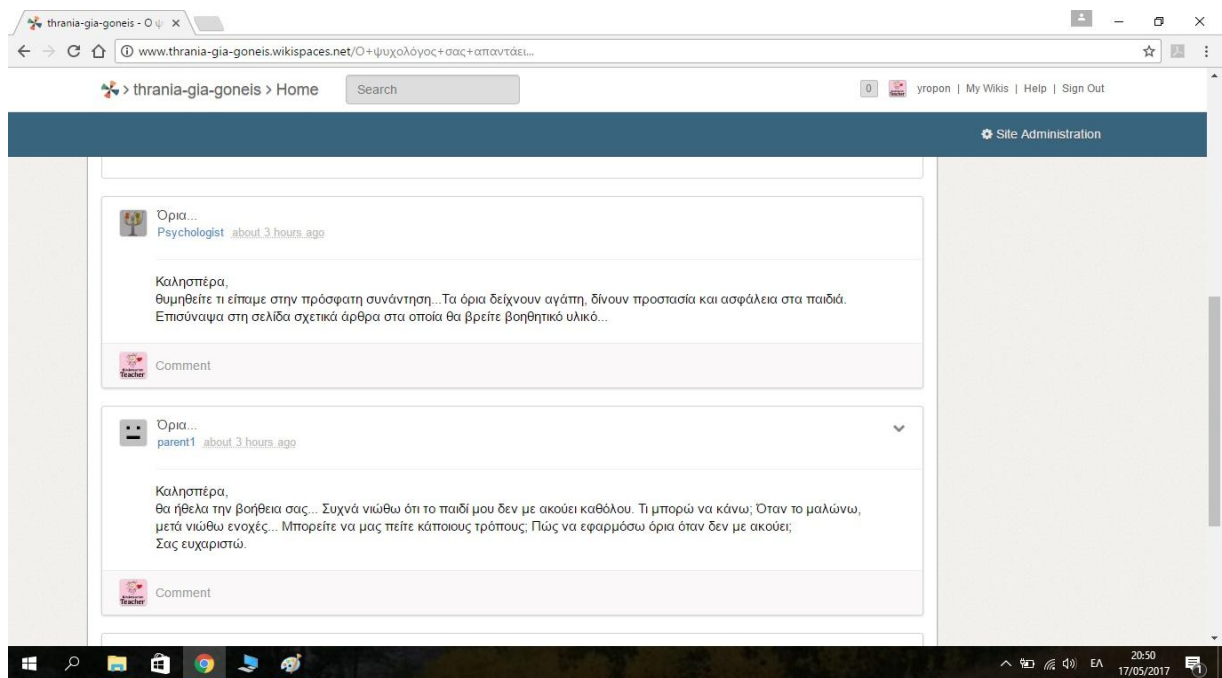 thrania-gia-goneis - Ο ψ
www.thrania-gia-goneis.wikispaces.net/Ο+ψυχολόγος+σας+απαντάει...
> thrania-gia-goneis > Home
Search
0 yropon | My Wikis | Help | Sign Out
Site Administration
Όρια...
Psychologist about 3 hours ago
Καλησπέρα,
θυμηθείτε τι είπαμε στην πρόσφατη συνάντηση...Τα όρια δείχνουν αγάπη, δίνουν προστασία και ασφάλεια στα παιδιά.
Επισύναψα στη σελίδα σχετικά άρθρα στα οποία θα βρείτε βοηθητικό υλικό...
Teacher
Comment
Όρια...
parent1 about 3 hours ago
Καλησπέρα,
θα ήθελα την βοήθεια σας... Συχνά νιώθω ότι το παιδί μου δεν με ακούει καθόλου. Τι μπορώ να κάνω; Όταν το μαλώνω,
μετά νιώθω ενοχές... Μπορείτε να μας πείτε κάποιους τρόπους; Πώς να εφαρμόσω όρια όταν δεν με ακούει;
Σας ευχαριστώ.
Teacher
Comment
ΕΛ
20:50
17/05/2017
1